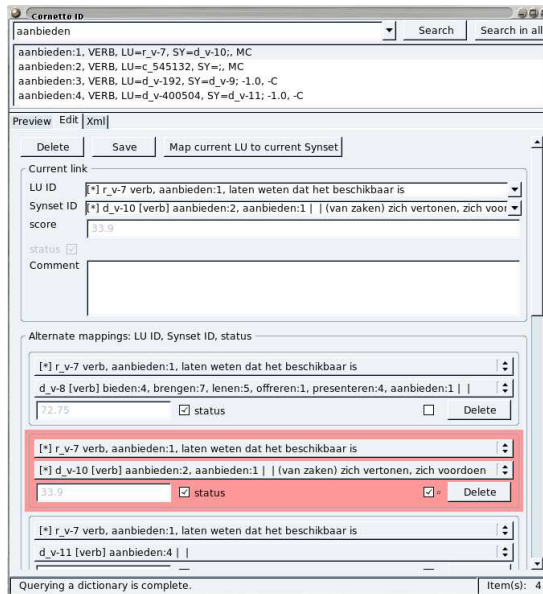 Cornetto ID
aanbieden Search Search in all
aanbieden:1, VERB, LU=r_v-7, SY=d_v-10;, MC
aanbieden:2, VERB, LU=c_545132, SY=;, MC
aanbieden:3, VERB, LU=d_v-192, SY=d_v-9; -1.0, -C
aanbieden:4, VERB, LU=d_v-400504, SY=d_v-11; -1.0, -C
Preview Edit Xml
Delete Save Map current LU to current Synset
Current link
LU ID [*] r_v-7 verb, aanbieden:1, laten weten dat het beschikbaar is
Synset ID [*] d_v-10 [verb] aanbieden:2, aanbieden:1 | | (van zaken) zich vertonen, zich voor
score 33.9
status
Comment
Alternate mappings: LU ID, Synset ID, status
[*] r_v-7 verb, aanbieden:1, laten weten dat het beschikbaar is
d_v-8 [verb] bieden:4, brengen:7, lenen:5, offreren:1, presenteren:4, aanbieden:1 | |
72.75 status Delete
[*] r_v-7 verb, aanbieden:1, laten weten dat het beschikbaar is
[*] d_v-10 [verb] aanbieden:2, aanbieden:1 | | (van zaken) zich vertonen, zich voordoen
33.9 status Delete
[*] r_v-7 verb, aanbieden:1, laten weten dat het beschikbaar is
d_v-11 [verb] aanbieden:4 | |
Querying a dictionary is complete. Item(s): 4